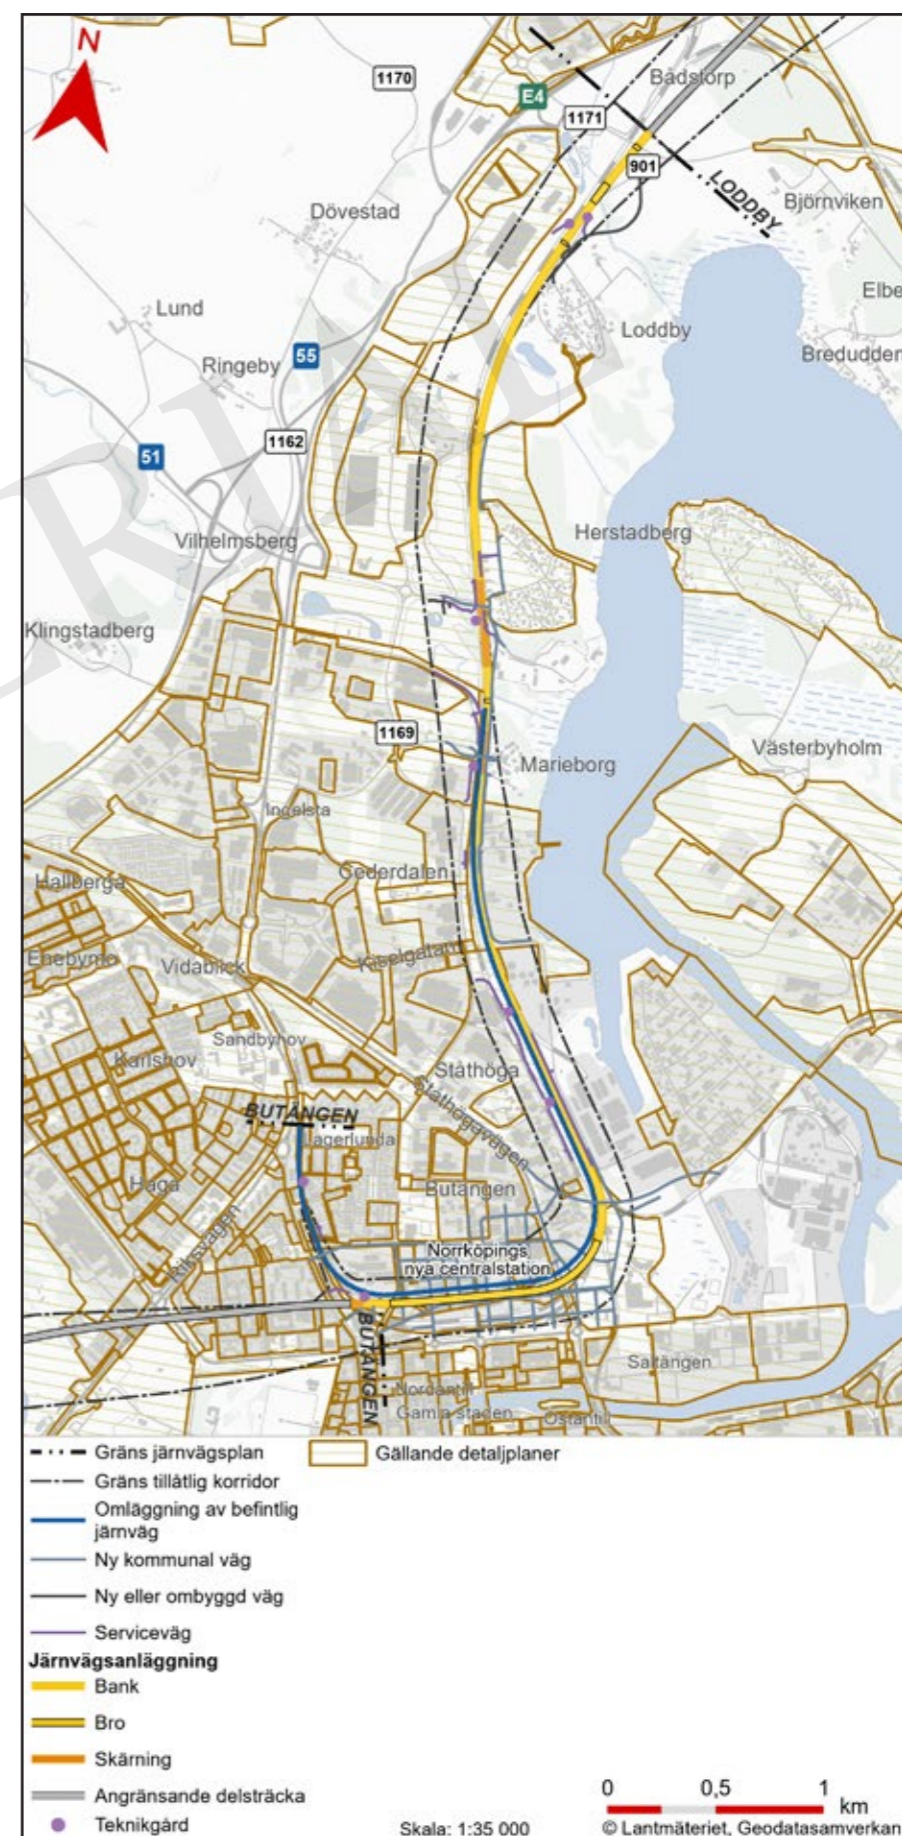 N
1170
Bådstorp
E4
1171
901
LODDBY
Björnviken
Dövestad
Elbe
Lund
Loddby
55
Ringeby
Bredudden
1162
51
Herstadberg
Vilhelmsberg
Klingstadberg
ERIAL
1169
Västerbyholm
Marieborg
Ingelsta
Cederdalen
Hallberga
Kiselgatan
Enebymo
Vidablick
Sandbyhov
Karlshov
Ståthöga
BUTÄNGEN
Ståthögavägen
Lagerlunda
Haga
Butängen
Riksvägen
Norrköpings
nya centralstation
BUTÄNGEN
Saltängen
Nordantill
Gamla staden
Östantill
Gräns järnvägsplan
Gällande detaljplaner
Gräns tillåtlig korridor
Omläggning av befintlig
järnväg
Ny kommunal väg
Ny eller ombyggd väg
Serviceväg
Järnvägsanläggning
Bank
Bro
Skärning
Angränsande delsträcka
Teknikgård
0 0,5 1
km
Skala: 1:35 000
© Lantmäteriet, Geodatasamverkan